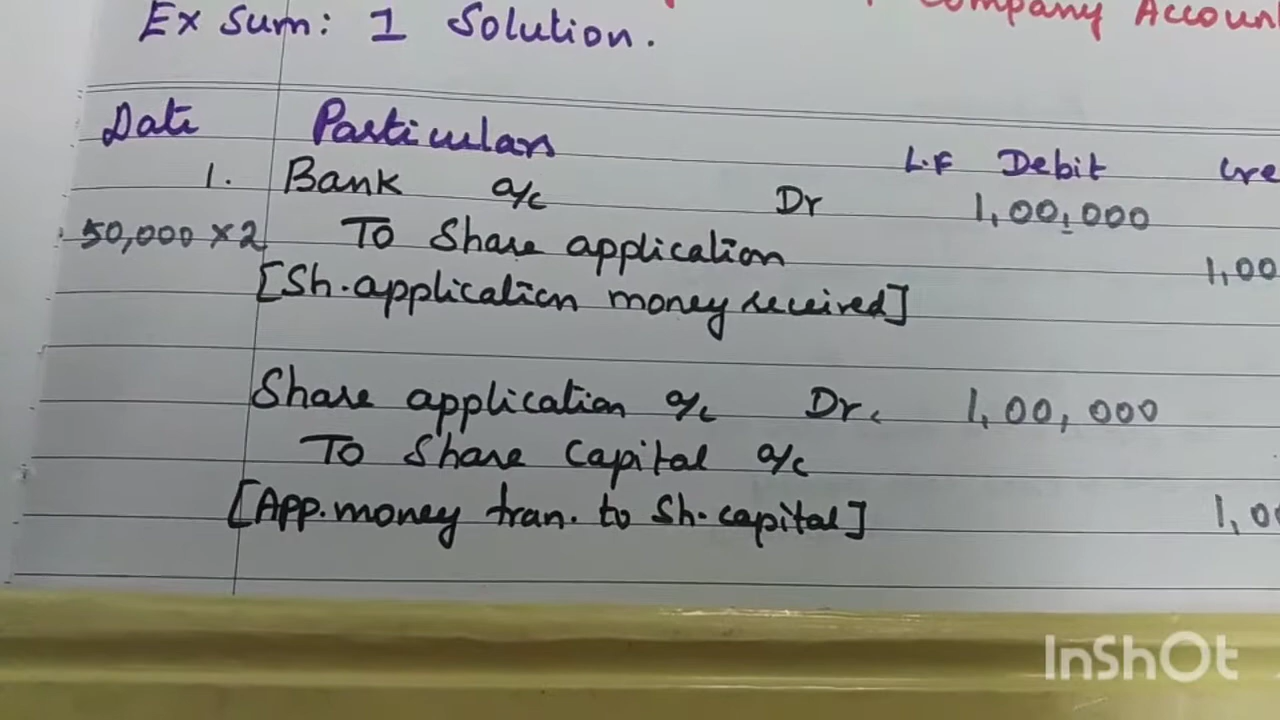 Company Accoun
Ex Sum: 1 Solution.
Date Particulars L.F Debit Cre
1. Bank a/c Dr 1,00,000
50,000 x 2 To Share application 1,00
[Sh. application money received]
Share application a/c Dr. 1,00,000
To Share Capital a/c
[App. money tran. to Sh. capital] 1,00
InShOt